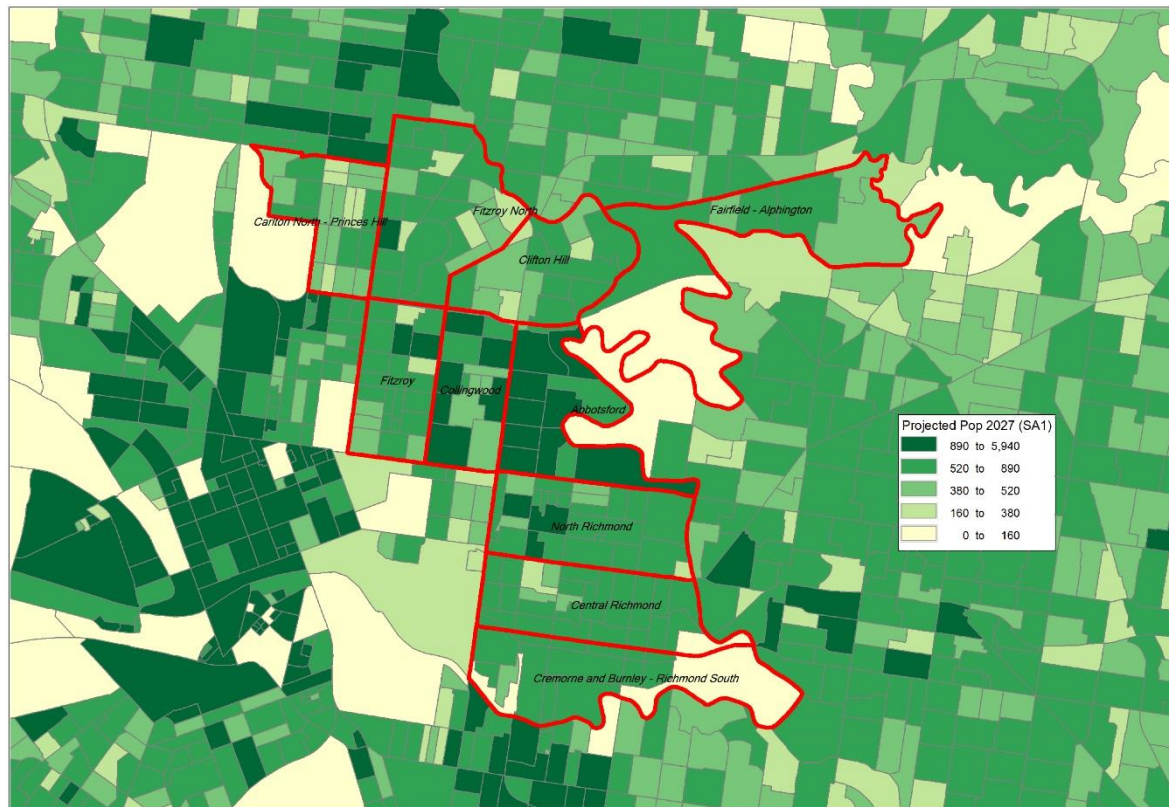 Fitzroy North
Fairfield - Alphington
Carlton North - Princes Hill
Clifton Hill
Fitzroy
Collingwood
Abbotsford
Projected Pop 2027 (SA1)
890 to 5,940
520 to 890
380 to 520
160 to 380
0 to 160
North Richmond
Central Richmond
Cremorne and Burnley - Richmond South